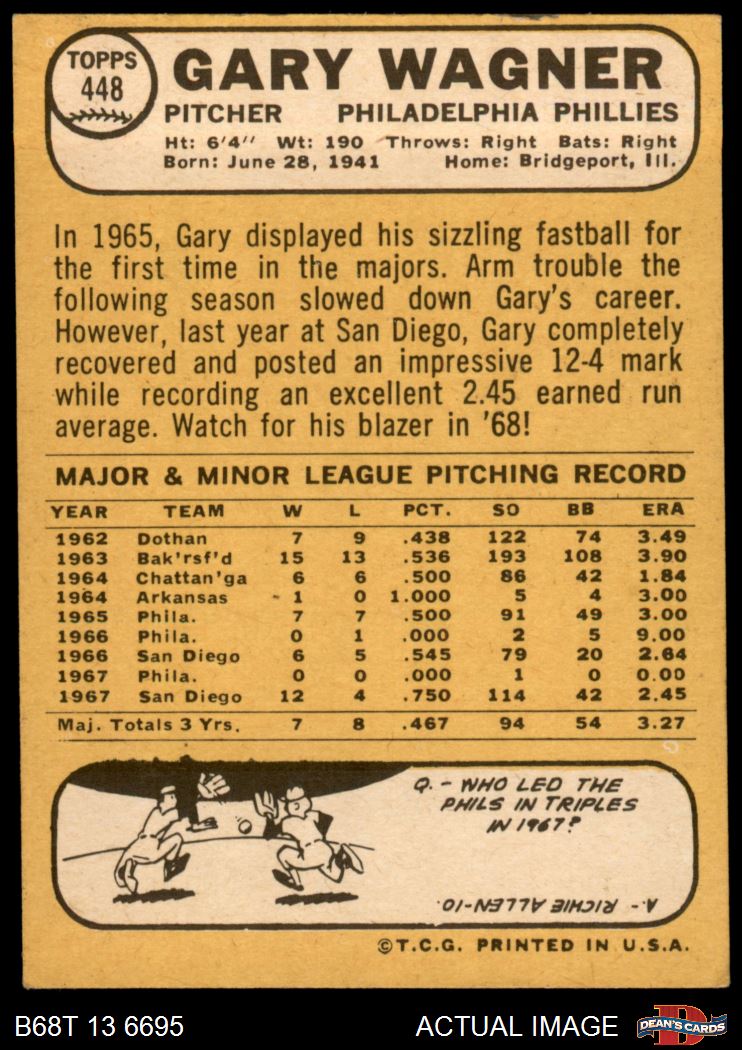 TOPPS
448
GARY WAGNER
PITCHER PHILADELPHIA PHILLIES
Ht: 6'4" Wt: 190 Throws: Right Bats: Right
Born: June 28, 1941 Home: Bridgeport, Ill.
In 1965, Gary displayed his sizzling fastball for
the first time in the majors. Arm trouble the
following season slowed down Gary's career.
However, last year at San Diego, Gary completely
recovered and posted an impressive 12-4 mark
while recording an excellent 2.45 earned run
average. Watch for his blazer in '68!
MAJOR & MINOR LEAGUE PITCHING RECORD
YEAR TEAM W L PCT. SO BB ERA
1962 Dothan 7 9 .438 122 74 3.49
1963 Bak'rsf'd 15 13 .536 193 108 3.90
1964 Chattan'ga 6 6 .500 86 42 1.84
1964 Arkansas 1 0 1.000 5 4 3.00
1965 Phila. 7 7 .500 91 49 3.00
1966 Phila. 0 1 .000 2 5 9.00
1966 San Diego 6 5 .545 79 20 2.64
1967 Phila. 0 0 .000 1 0 0.00
1967 San Diego 12 4 .750 114 42 2.45
Maj. Totals 3 Yrs. 7 8 .467 94 54 3.27
Q. - WHO LED THE
PHILS IN TRIPLES
IN 1967?
A.- RICHIE ALLEN-10.
©T.C.G. PRINTED IN U.S.A.
B68T 13 6695 ACTUAL IMAGE
DEAN'S CARDS